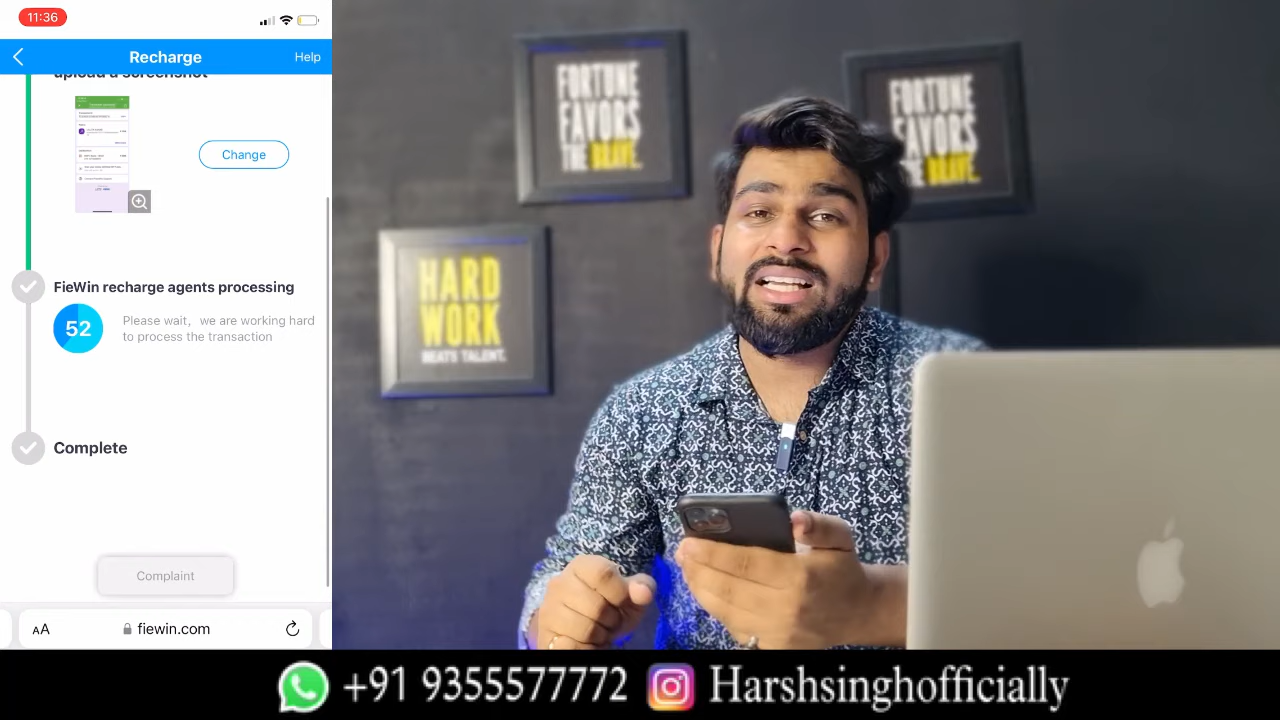 11:36
Recharge
Help
upload a screenshot
Change
FieWin recharge agents processing
52
Please wait, we are working hard
to process the transaction
Complete
Complaint
AA
fiewin.com
FORTUNE
FAVORS
THE BRAVE.
FORTUNE
FAVORS
THE BRAVE.
HARD
WORK
BEATS TALENT.
+91 9355577772
Harshsinghofficially